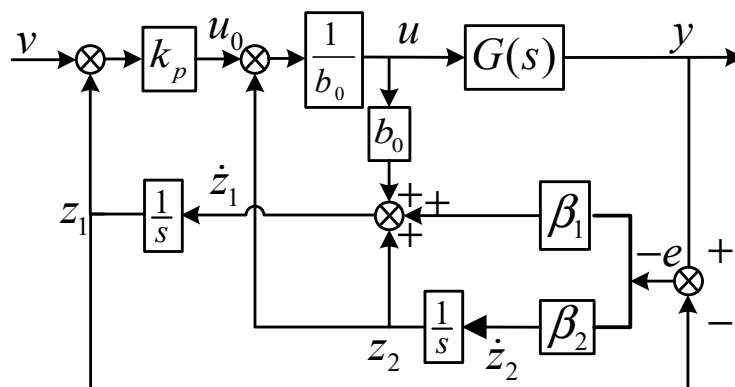 v
k_p
u_0
1/b_0
u
G(s)
y
b_0
+
+
+
ż_1
1/s
z_1
β_1
−e
+
−
1/s
β_2
z_2
ż_2